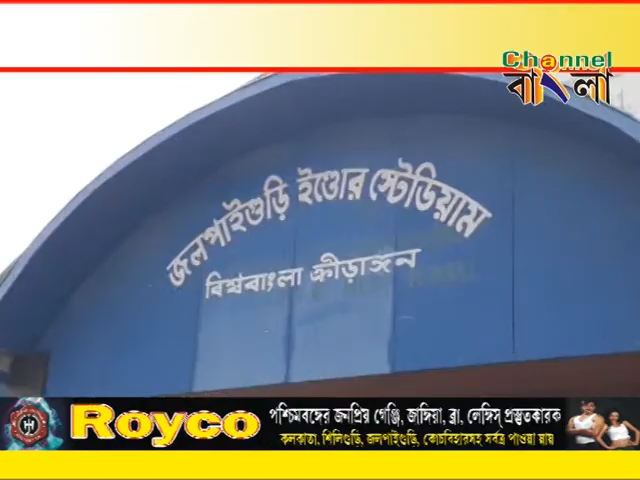 Channel
বাংলা
জলপাইগুড়ি ইণ্ডোর স্টেডিয়াম
বিশ্ববাংলা ক্রীড়াঙ্গন
Royco
পশ্চিমবঙ্গের জনপ্রিয় গেঞ্জি, জাঙ্গিয়া, ব্রা, লেগিংস্ প্রস্তুতকারক
কলকাতা, শিলিগুড়ি, জলপাইগুড়ি, কোচবিহারসহ সর্বত্র পাওয়া যায়